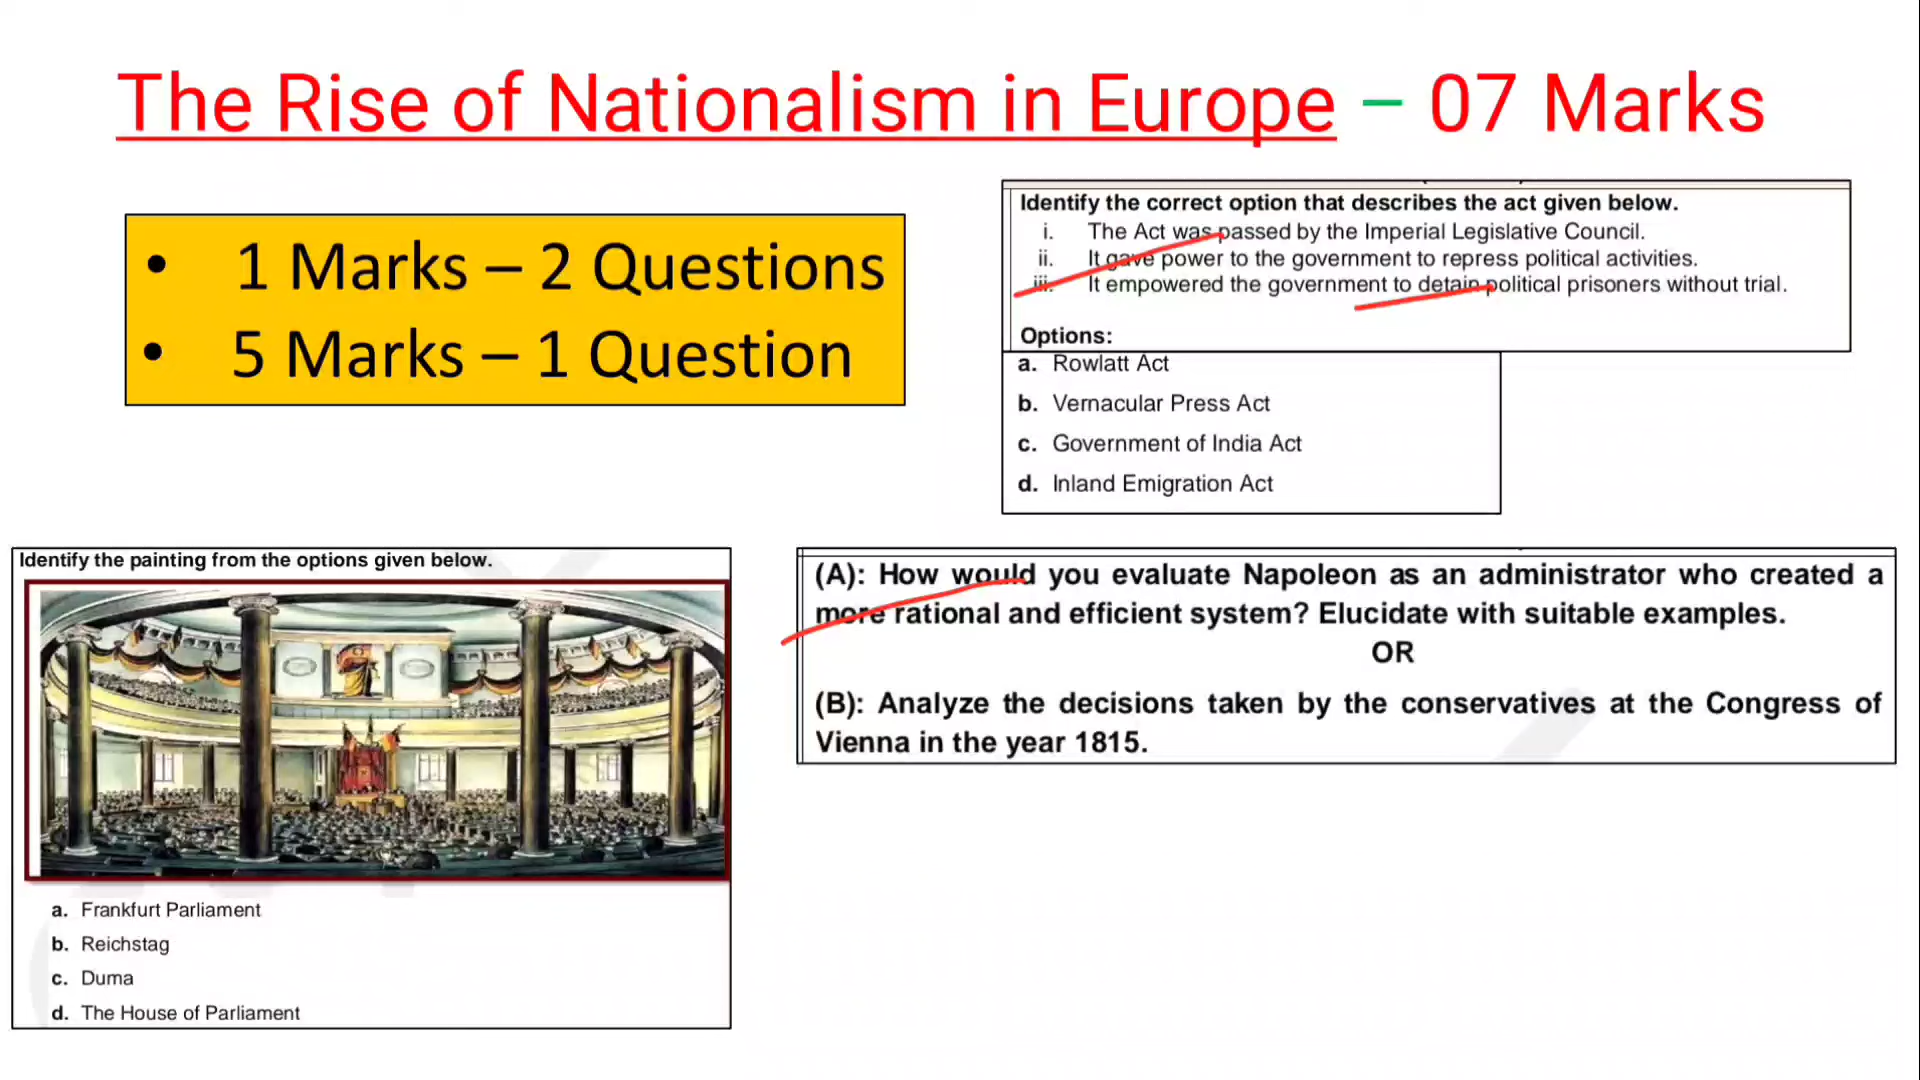 The Rise of Nationalism in Europe – 07 Marks
• 1 Marks – 2 Questions
• 5 Marks – 1 Question
Identify the correct option that describes the act given below.
i. The Act was passed by the Imperial Legislative Council.
ii. It gave power to the government to repress political activities.
iii. It empowered the government to detain political prisoners without trial.
Options:
a. Rowlatt Act
b. Vernacular Press Act
c. Government of India Act
d. Inland Emigration Act
Identify the painting from the options given below.
a. Frankfurt Parliament
b. Reichstag
c. Duma
d. The House of Parliament
(A): How would you evaluate Napoleon as an administrator who created a
more rational and efficient system? Elucidate with suitable examples.
OR
(B): Analyze the decisions taken by the conservatives at the Congress of
Vienna in the year 1815.